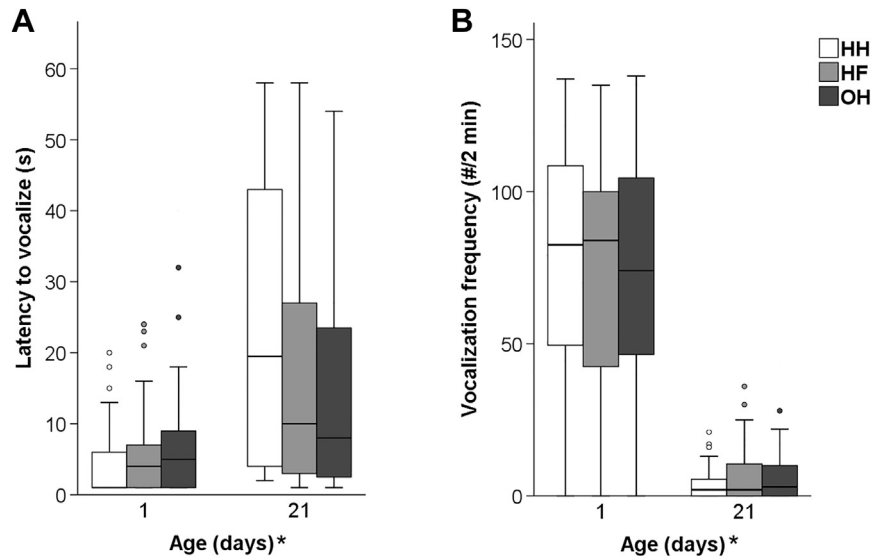 A
Latency to vocalize (s)
60
50
40
30
20
10
0
1 21
Age (days)*
B
Vocalization frequency (#/2 min)
150
100
50
0
1 21
Age (days)*
HH
HF
OH